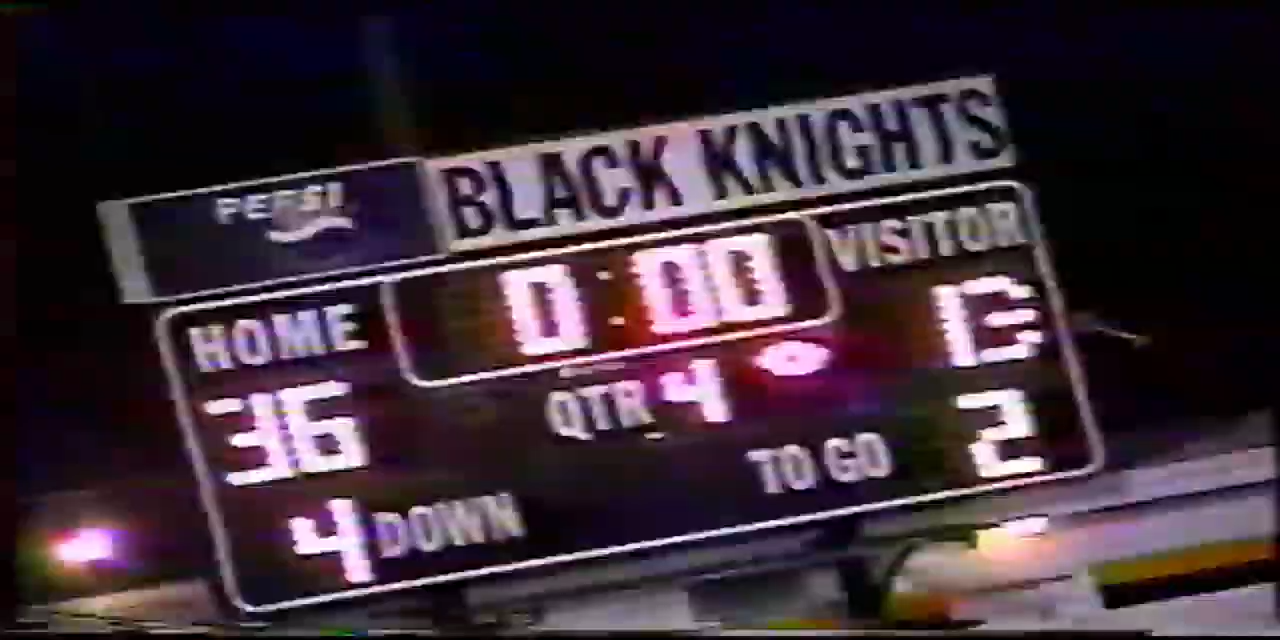 PEPSI BLACK KNIGHTS
HOME 0:00 VISITOR
36 QTR 4
4 DOWN TO GO 2